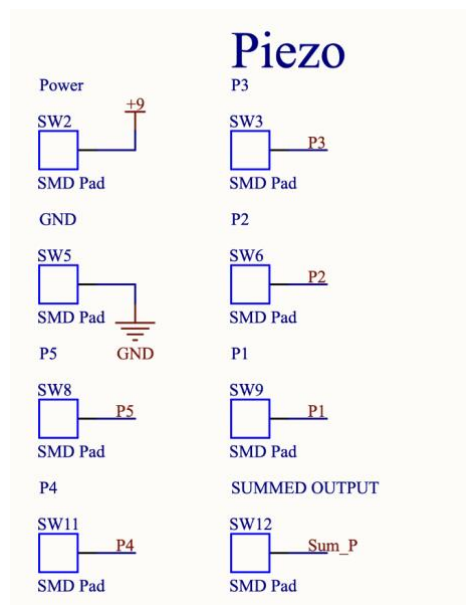 Piezo
Power
+9
SW2
SMD Pad
P3
SW3
P3
SMD Pad
GND
SW5
SMD Pad
GND
P2
SW6
P2
SMD Pad
P5
SW8
P5
SMD Pad
P1
SW9
P1
SMD Pad
P4
SW11
P4
SMD Pad
SUMMED OUTPUT
SW12
Sum_P
SMD Pad